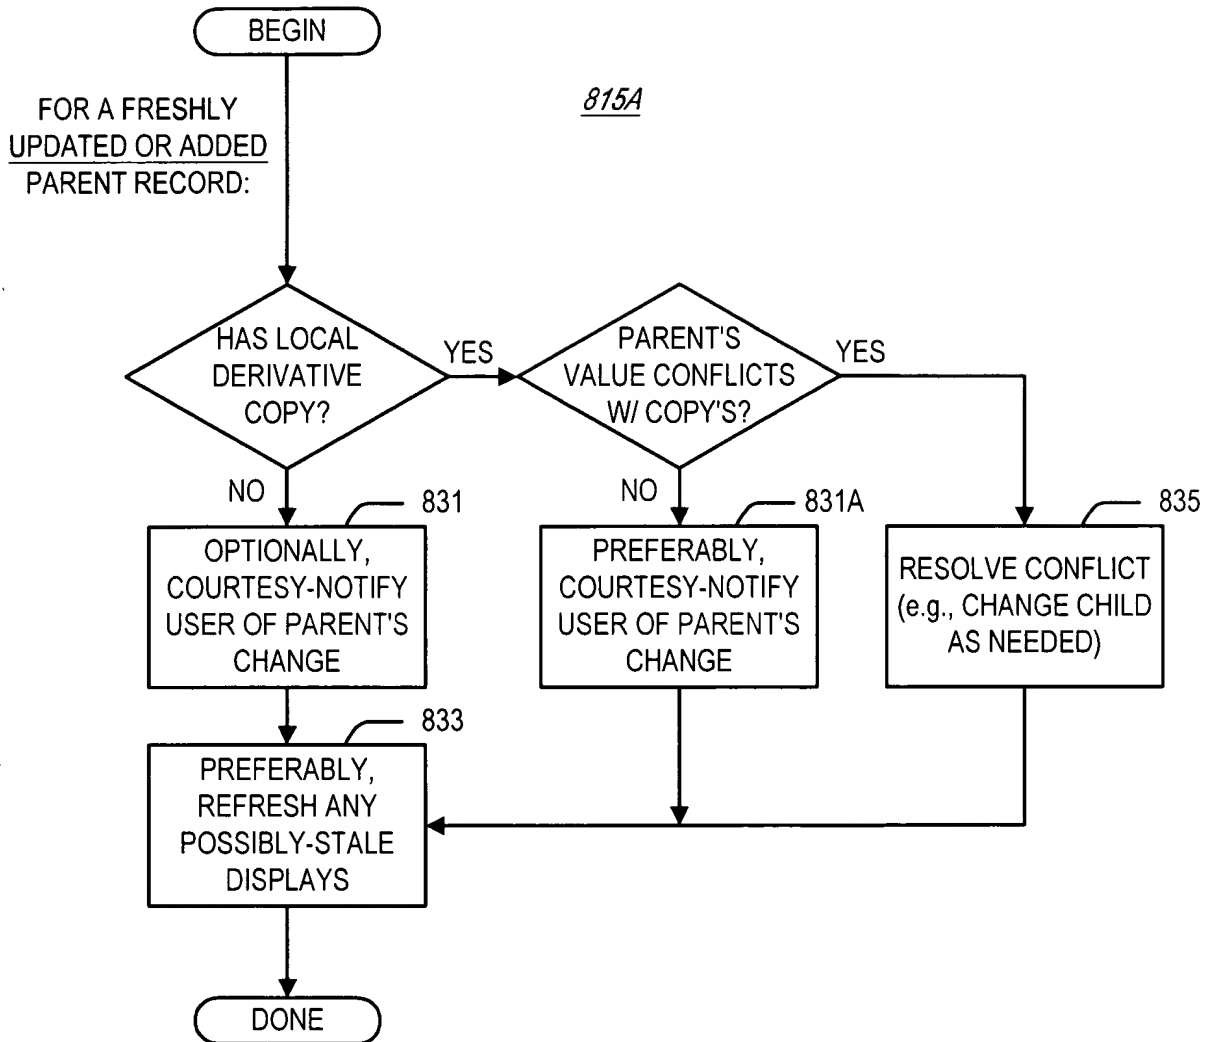 BEGIN
815A
FOR A FRESHLY
UPDATED OR ADDED
PARENT RECORD:
HAS LOCAL
DERIVATIVE
COPY?
YES
PARENT'S
VALUE CONFLICTS
W/ COPY'S?
YES
NO
831
OPTIONALLY,
COURTESY-NOTIFY
USER OF PARENT'S
CHANGE
NO
831A
PREFERABLY,
COURTESY-NOTIFY
USER OF PARENT'S
CHANGE
835
RESOLVE CONFLICT
(e.g., CHANGE CHILD
AS NEEDED)
833
PREFERABLY,
REFRESH ANY
POSSIBLY-STALE
DISPLAYS
DONE